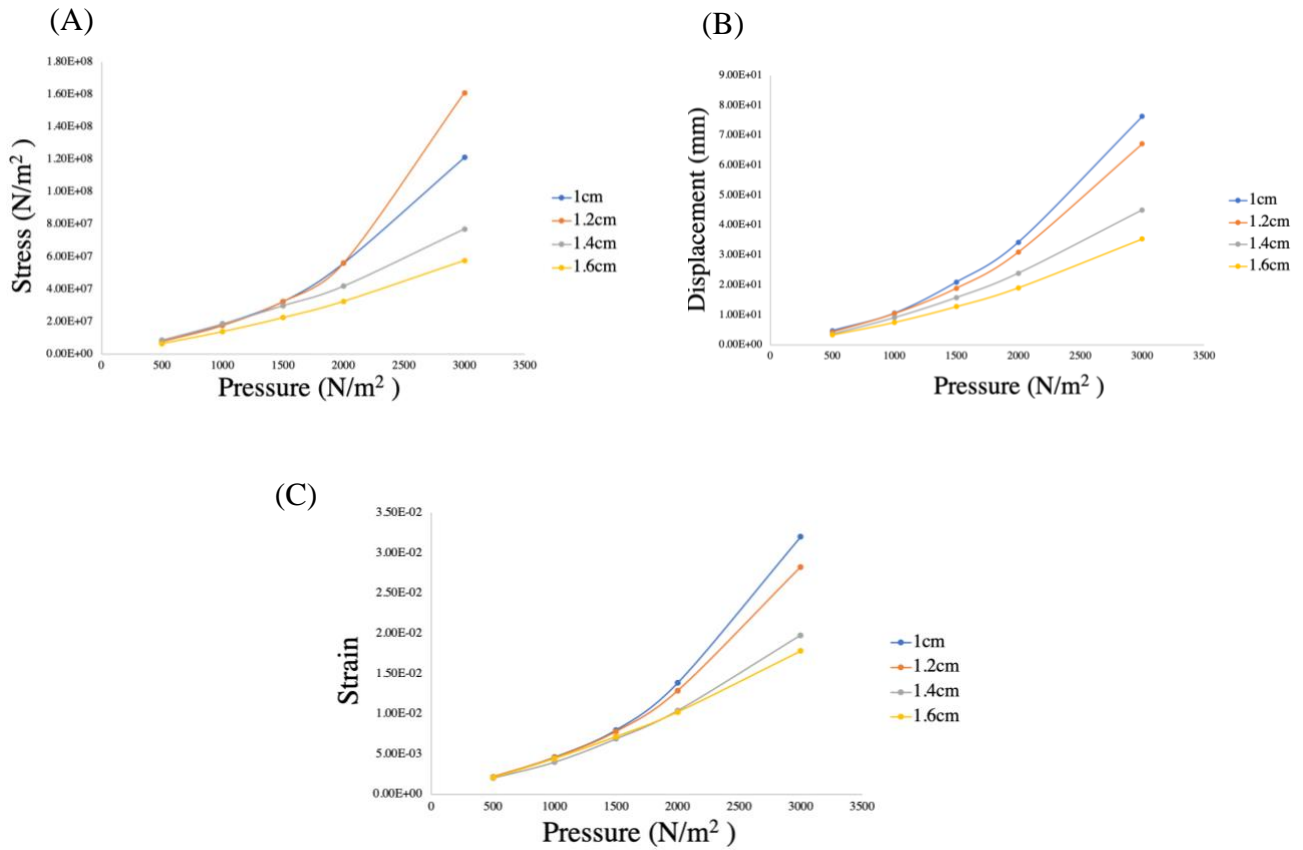 (A)
1.80E+08
1.60E+08
1.40E+08
1.20E+08
1.00E+08
8.00E+07
6.00E+07
4.00E+07
2.00E+07
0.00E+00
Stress (N/m² )
0 500 1000 1500 2000 2500 3000 3500
Pressure (N/m² )
1cm
1.2cm
1.4cm
1.6cm
(B)
9.00E+01
8.00E+01
7.00E+01
6.00E+01
5.00E+01
4.00E+01
3.00E+01
2.00E+01
1.00E+01
0.00E+00
Displacement (mm)
0 500 1000 1500 2000 2500 3000 3500
Pressure (N/m² )
1cm
1.2cm
1.4cm
1.6cm
(C)
3.50E-02
3.00E-02
2.50E-02
2.00E-02
1.50E-02
1.00E-02
5.00E-03
0.00E+00
Strain
0 500 1000 1500 2000 2500 3000 3500
Pressure (N/m² )
1cm
1.2cm
1.4cm
1.6cm